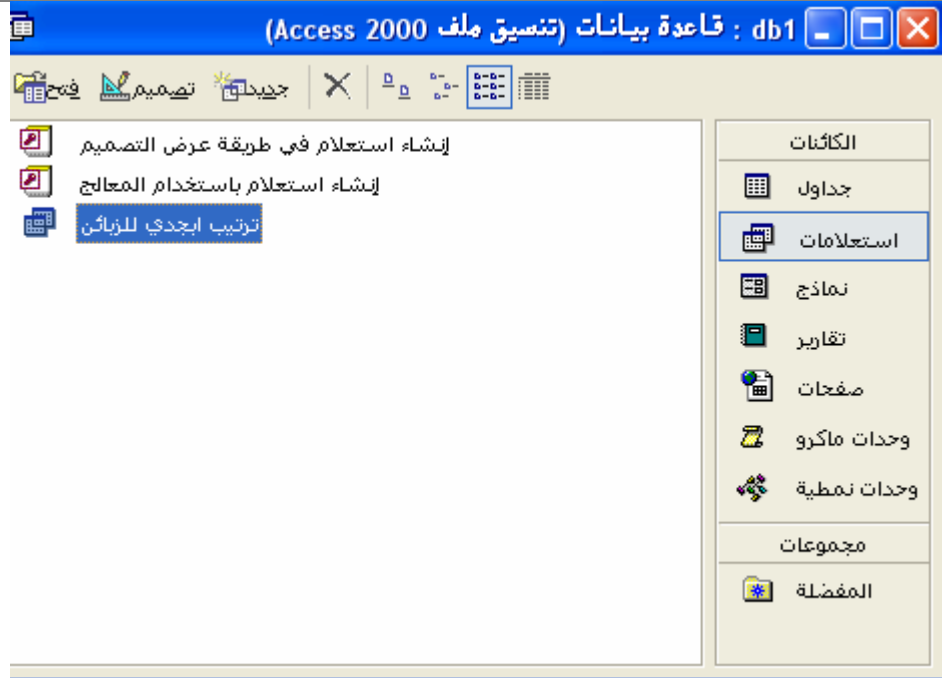 db1 : قاعدة بيانات (تنسيق ملف Access 2000)
فتح تصميم جديد
الكائنات
جداول
استعلامات
نماذج
تقارير
صفحات
وحدات ماكرو
وحدات نمطية
مجموعات
المفضلة
إنشاء استعلام في طريقة عرض التصميم
إنشاء استعلام باستخدام المعالج
ترتيب ابجدي للزبائن